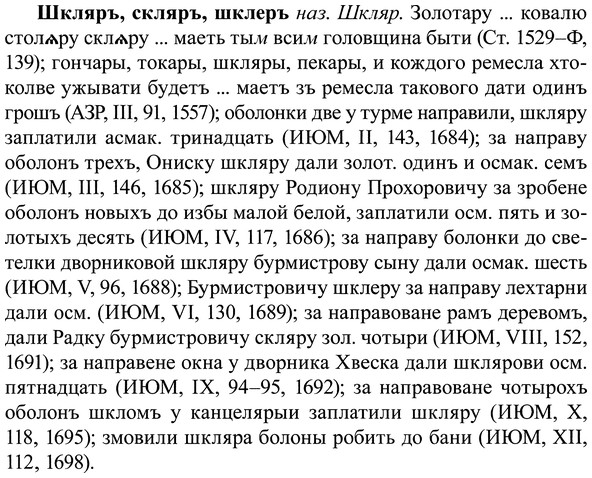 Шкляръ, скляръ, шклеръ наз. Шкляр. Золотару ... ковалю
столѧру склѧру ... маеть тым всим головщина быти (Ст. 1529–Ф,
139); гончары, токары, шкляры, пекары, и кождого ремесла хто-
колве ужывати будетъ ... маетъ зъ ремесла такового дати одинъ
грошъ (АЗР, III, 91, 1557); оболонки две у турме направили, шкляру
заплатили асмак. тринадцать (ИЮМ, II, 143, 1684); за направу
оболонъ трехъ, Ониску шкляру дали золот. одинъ и осмак. семъ
(ИЮМ, III, 146, 1685); шкляру Родиону Прохоровичу за зробене
оболонъ новыхъ до избы малой белой, заплатили осм. пять и зо-
лотыхъ десять (ИЮМ, IV, 117, 1686); за направу болонки до све-
телки дворниковой шкляру бурмистрову сыну дали осмак. шесть
(ИЮМ, V, 96, 1688); Бурмистровичу шклеру за направу лехтарни
дали осм. (ИЮМ, VI, 130, 1689); за направоване рамъ деревомъ,
дали Радку бурмистровичу скляру зол. чотыри (ИЮМ, VIII, 152,
1691); за направене окна у дворника Хвеска дали шклярови осм.
пятнадцать (ИЮМ, IX, 94–95, 1692); за направоване чотырохъ
оболонъ шкломъ у канцелярыи заплатили шкляру (ИЮМ, X,
118, 1695); змовили шкляра болоны робить до бани (ИЮМ, XII,
112, 1698).